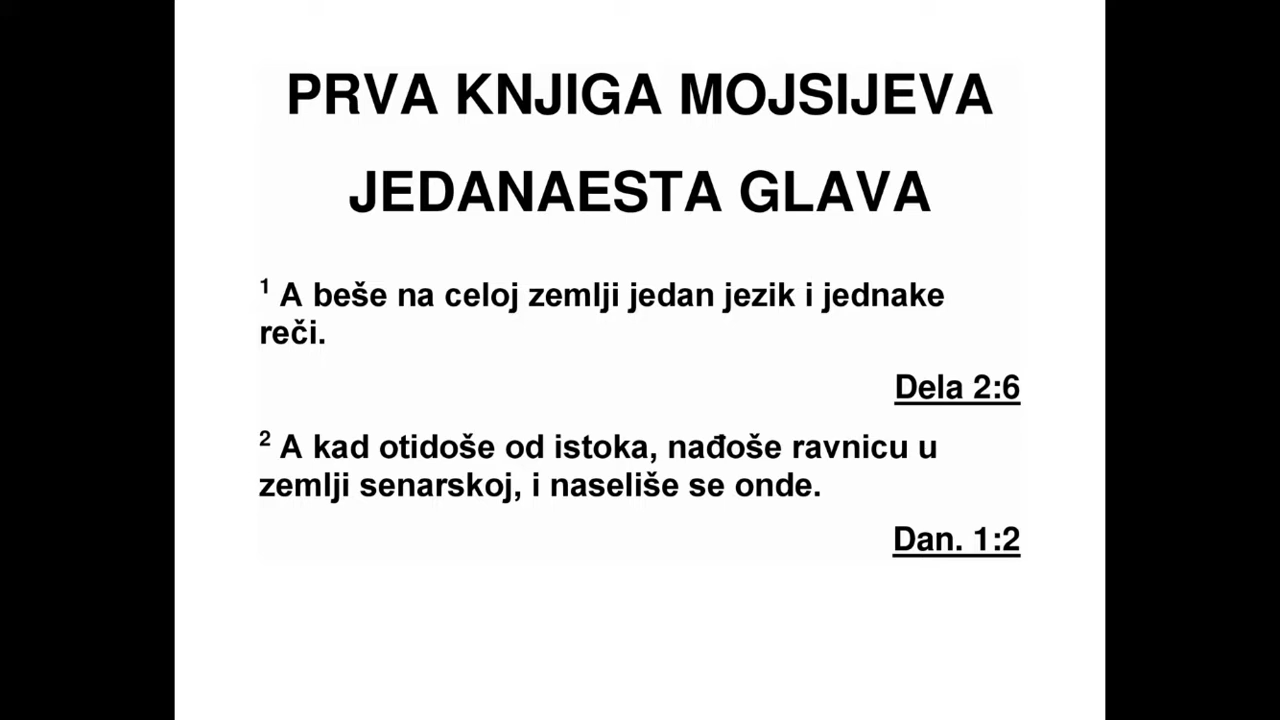 PRVA KNJIGA MOJSIJEVA
JEDANAESTA GLAVA
1 A beše na celoj zemlji jedan jezik i jednake
reči.
Dela 2:6
2 A kad otidoše od istoka, nađoše ravnicu u
zemlji senarskoj, i naseliše se onde.
Dan. 1:2